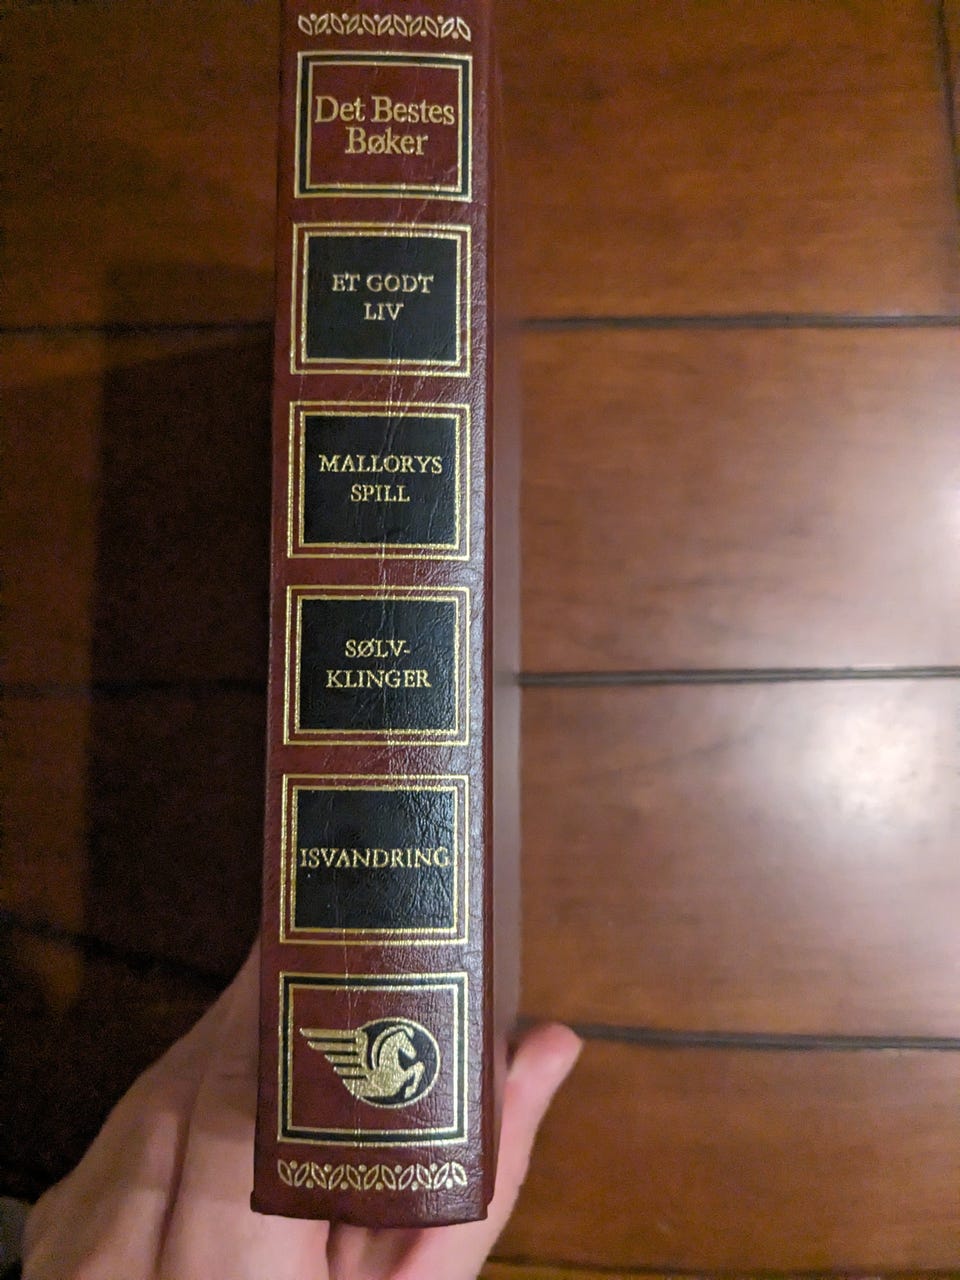 Det Bestes
Bøker
ET GODT
LIV
MALLORYS
SPILL
SØLV-
KLINGER
ISVANDRING